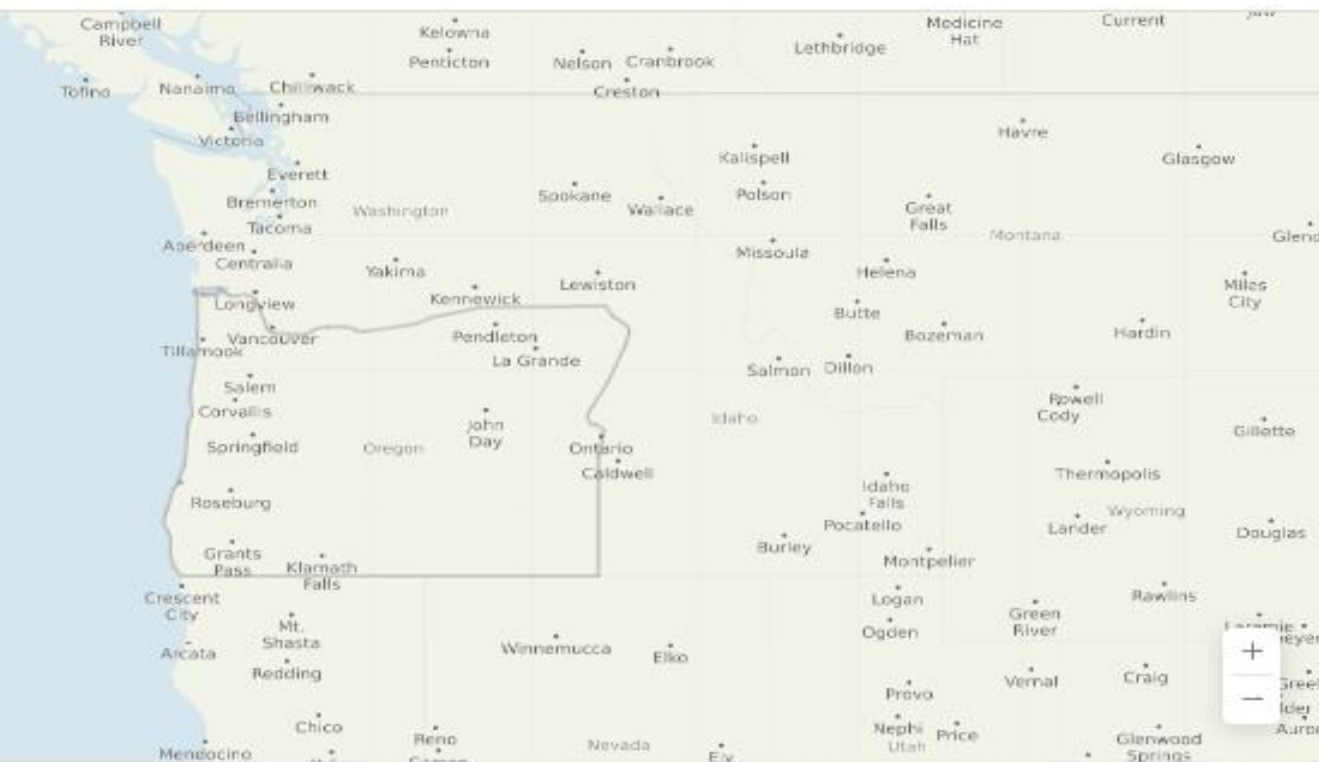 Campbell
River
Kelowna
Medicine
Hat
Current
Lethbridge
Penticton
Nelson
Cranbrook
Tofino
Nanaimo
Chilliwack
Creston
Bellingham
Victoria
Havre
Kalispell
Glasgow
Everett
Spokane
Polson
Bremerton
Washington
Wallace
Great
Falls
Tacoma
Montana
Aberdeen
Missoula
Centralia
Yakima
Helena
Lewiston
Miles
City
Longview
Kennewick
Butte
Vancouver
Pendleton
Bozeman
Hardin
Tillamook
La Grande
Salmon
Dillon
Salem
Corvallis
Powell
Cody
Idaho
John
Day
Gillette
Springfield
Oregon
Ontario
Caldwell
Thermopolis
Idaho
Falls
Roseburg
Wyoming
Pocatello
Lander
Douglas
Burley
Grants
Pass
Klamath
Falls
Montpelier
Crescent
City
Logan
Rawlins
Green
River
Mt.
Shasta
Ogden
Laramie
Arcata
Winnemucca
Elko
+
Redding
Vernal
Craig
Provo
−
Chico
Nephi
Price
Reno
Nevada
Utah
Glenwood
Springs
Mendocino
Ely